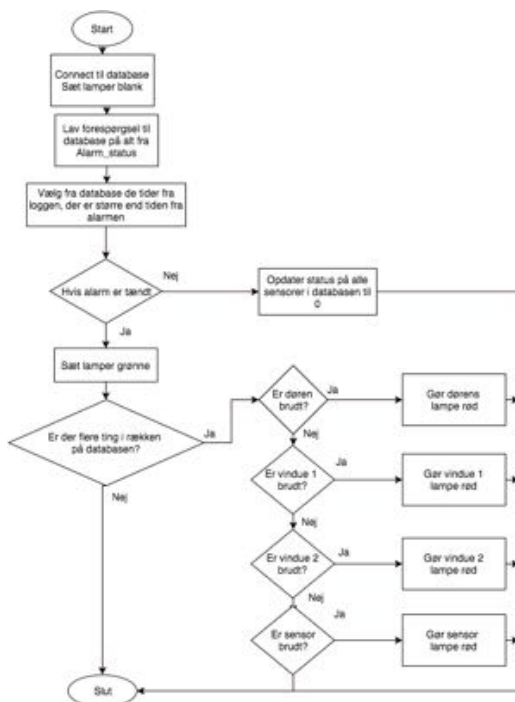 Start
Connect til database
Sæt lamper blank
Lav forespørgsel til
database på alt fra
Alarm_status
Vælg fra database de tider fra
loggen, der er større end tiden fra
alarmen
Hvis alarm er tændt
Nej
Opdater status på alle
sensorer i databasen til
0
Ja
Sæt lamper grønne
Er der flere ting i rækken
på databasen?
Ja
Nej
Er døren
brudt?
Ja
Gør dørens
lampe rød
Nej
Er vindue 1
brudt?
Ja
Gør vindue 1
lampe rød
Nej
Er vindue 2
brudt?
Ja
Gør vindue 2
lampe rød
Nej
Er sensor
brudt?
Ja
Gør sensor
lampe rød
Slut